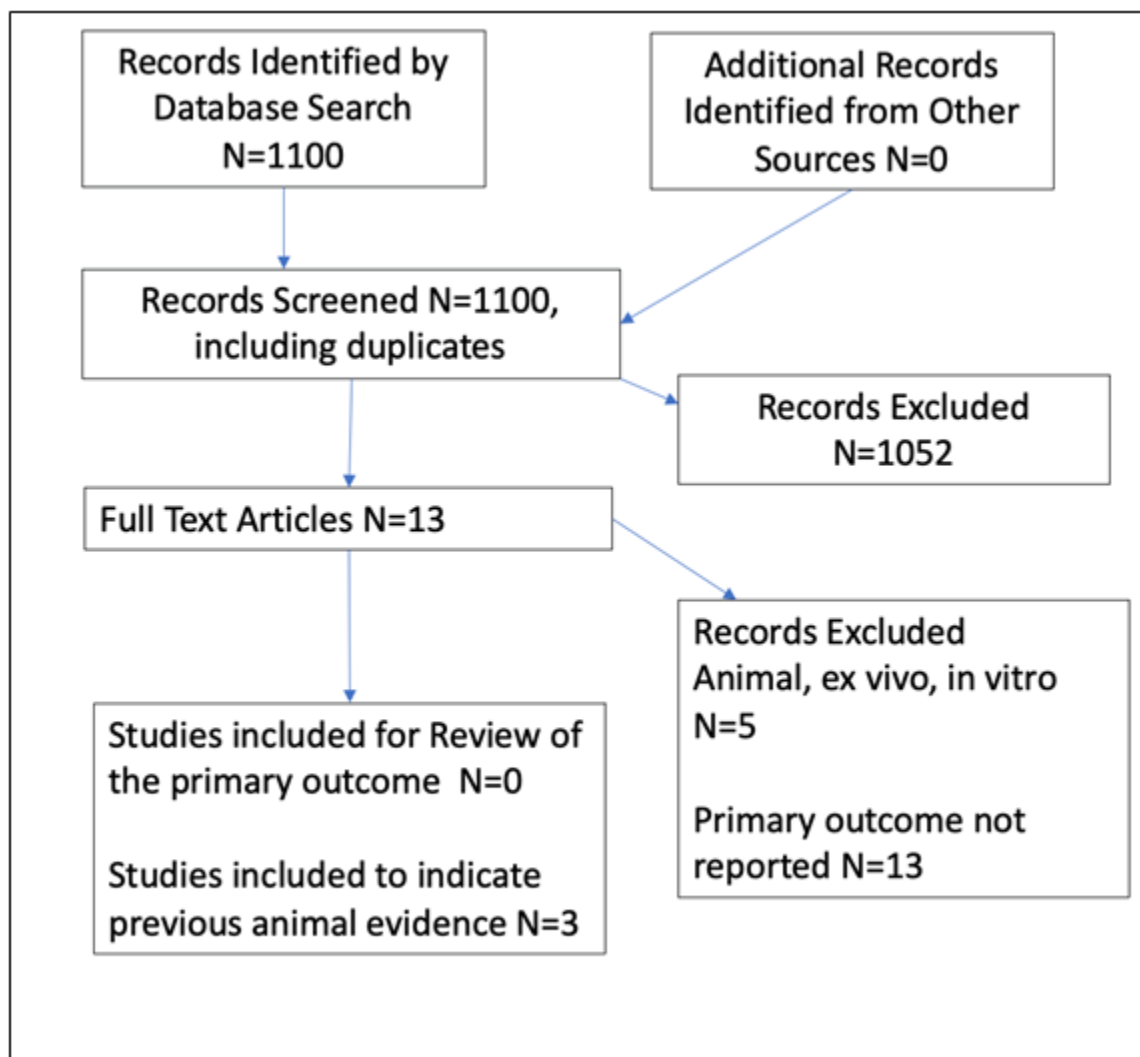 Records Identified by
Database Search
N=1100
Additional Records
Identified from Other
Sources N=0
Records Screened N=1100,
including duplicates
Records Excluded
N=1052
Full Text Articles N=13
Records Excluded
Animal, ex vivo, in vitro
N=5
Primary outcome not
reported N=13
Studies included for Review of
the primary outcome N=0
Studies included to indicate
previous animal evidence N=3